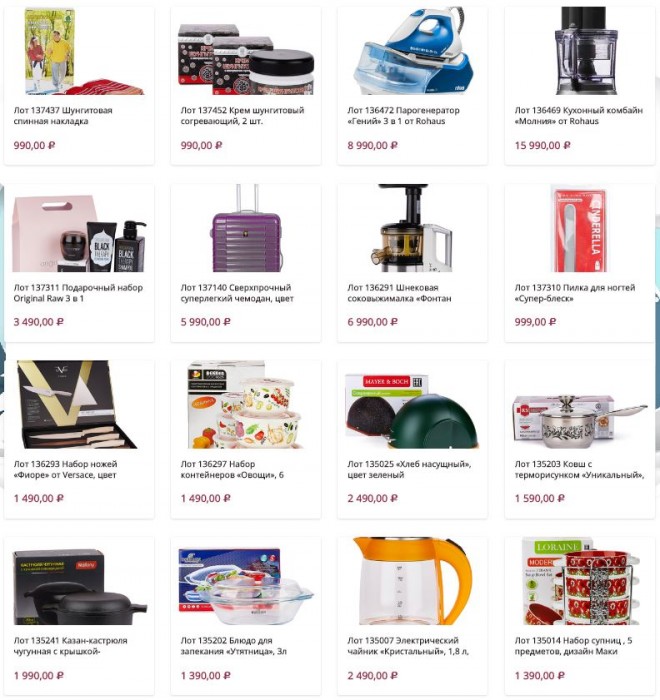 Лот 137437 Шунгитовая
спинная накладка
990,00 ₽
КРЕМ
Лот 137452 Крем шунгитовый
согревающий, 2 шт.
990,00 ₽
Лот 136472 Парогенератор
«Гений» 3 в 1 от Rohaus
8 990,00 ₽
Лот 136469 Кухонный комбайн
«Молния» от Rohaus
15 990,00 ₽
BLACK
Лот 137311 Подарочный набор
Original Raw 3 в 1
3 490,00 ₽
Лот 137140 Сверхпрочный
суперлегкий чемодан, цвет
5 990,00 ₽
Лот 136291 Шнековая
соковыжималка «Фонтан
6 990,00 ₽
CINDERELLA
Лот 137310 Пилка для ногтей
«Супер-блеск»
999,00 ₽
Лот 136293 Набор ножей
«Фиоре» от Versace, цвет
1 490,00 ₽
Лот 136297 Набор
контейнеров «Овощи», 6
1 490,00 ₽
MAYER & BOCH
Лот 135025 «Хлеб насущный»,
цвет зеленый
2 490,00 ₽
Лот 135203 Ковш с
терморисунком «Уникальный»,
1 590,00 ₽
Лот 135241 Казан-кастрюля
чугунная с крышкой-
1 990,00 ₽
Лот 135202 Блюдо для
запекания «Утятница», 3л
1 390,00 ₽
Лот 135007 Электрический
чайник «Кристальный», 1,8 л,
2 490,00 ₽
LORAINE
MODER
Лот 135014 Набор супниц , 5
предметов, дизайн Маки
1 390,00 ₽